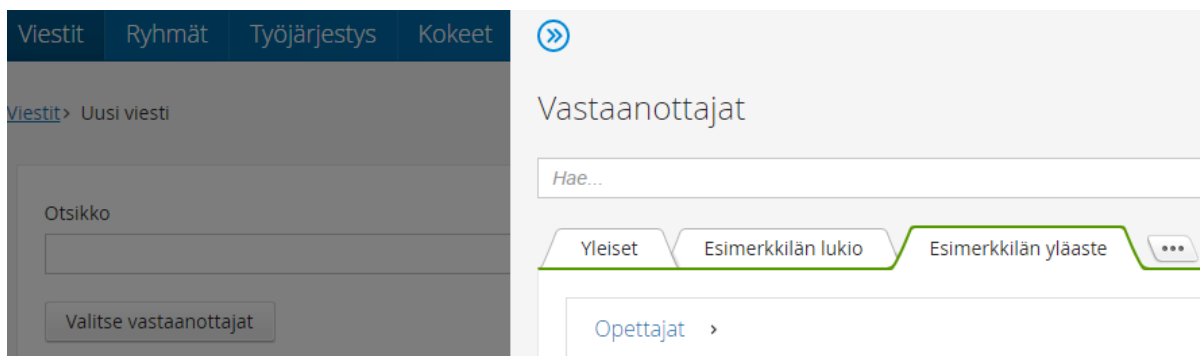 Viestit Ryhmät Työjärjestys Kokeet
Viestit› Uusi viesti
Otsikko
Valitse vastaanottajat
Vastaanottajat
Hae...
Yleiset Esimerkkilän lukio Esimerkkilän yläaste •••
Opettajat ›